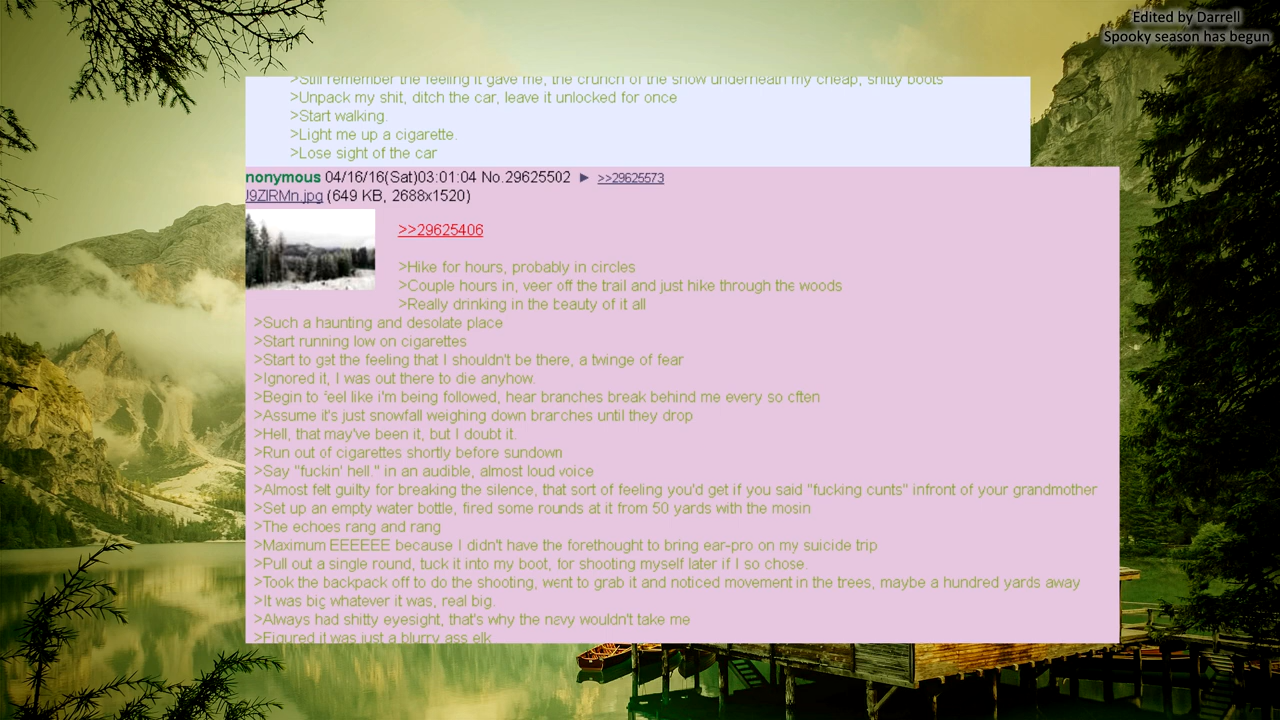 Edited by Darrell
Spooky season has begun
>Still remember the feeling it gave me, the crunch of the snow underneath my cheap, shitty boots
>Unpack my shit, ditch the car, leave it unlocked for once
>Start walking.
>Light me up a cigarette.
>Lose sight of the car
nonymous 04/16/16(Sat)03:01:04 No.29625502 ► >>29625573
J9ZlRMn.jpg (649 KB, 2688x1520)
>>29625406
>Hike for hours, probably in circles
>Couple hours in, veer off the trail and just hike through the woods
>Really drinking in the beauty of it all
>Such a haunting and desolate place
>Start running low on cigarettes
>Start to get the feeling that I shouldn't be there, a twinge of fear
>Ignored it, I was out there to die anyhow.
>Begin to feel like i'm being followed, hear branches break behind me every so often
>Assume it's just snowfall weighing down branches until they drop
>Hell, that may've been it, but I doubt it.
>Run out of cigarettes shortly before sundown
>Say "fuckin' hell." in an audible, almost loud voice
>Almost felt guilty for breaking the silence, that sort of feeling you'd get if you said "fucking cunts" infront of your grandmother
>Set up an empty water bottle, fired some rounds at it from 50 yards with the mosin
>The echoes rang and rang
>Maximum EEEEEE because I didn't have the forethought to bring ear-pro on my suicide trip
>Pull out a single round, tuck it into my boot, for shooting myself later if I so chose.
>Took the backpack off to do the shooting, went to grab it and noticed movement in the trees, maybe a hundred yards away
>It was big whatever it was, real big.
>Always had shitty eyesight, that's why the navy wouldn't take me
>Figured it was just a blurry ass elk